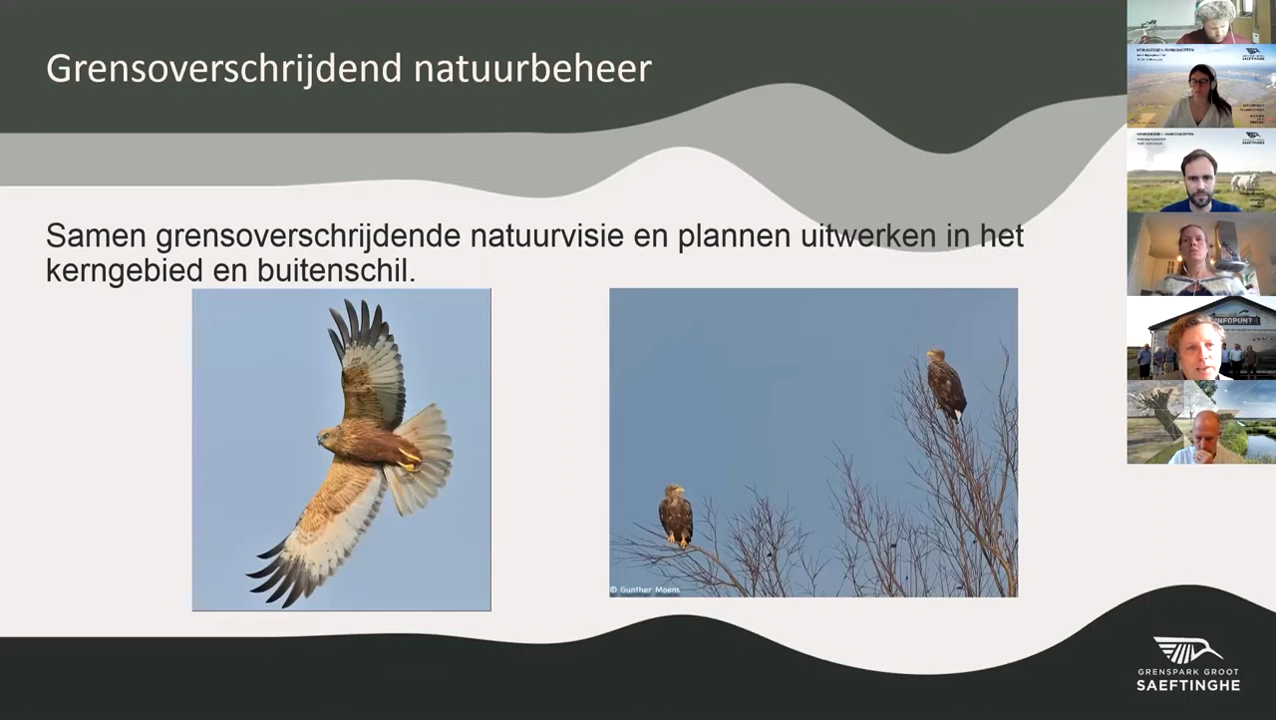 Grensoverschrijdend natuurbeheer
Samen grensoverschrijdende natuurvisie en plannen uitwerken in het
kerngebied en buitenschil.
© Gunther Moens
INFOPUNT
GRENSPARK GROOT
SAEFTINGHE